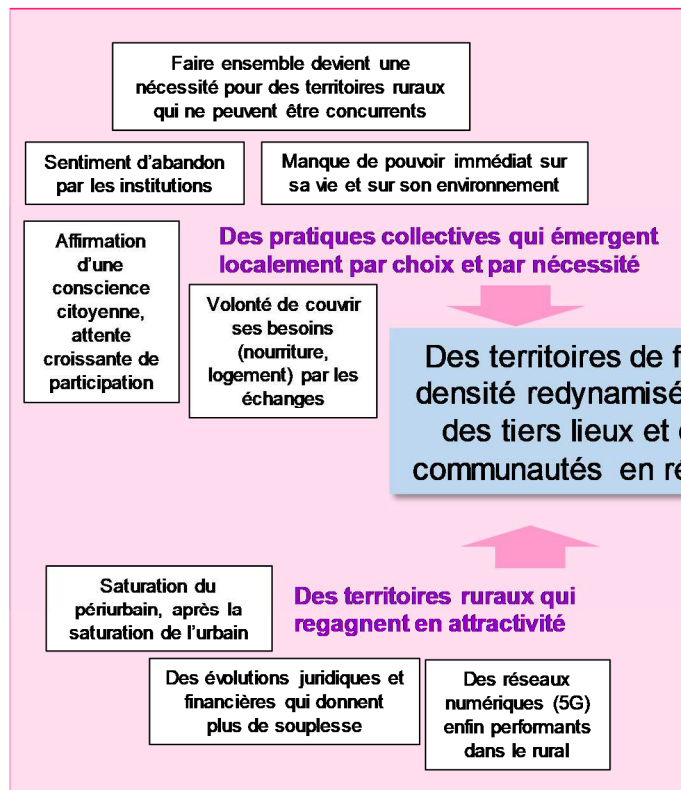 Faire ensemble devient une
nécessité pour des territoires ruraux
qui ne peuvent être concurrents
Sentiment d'abandon
par les institutions
Manque de pouvoir immédiat sur
sa vie et sur son environnement
Affirmation
d'une
conscience
citoyenne,
attente
croissante de
participation
Des pratiques collectives qui émergent
localement par choix et par nécessité
Volonté de couvrir
ses besoins
(nourriture,
logement) par les
échanges
Des territoires de
densité
des tiers lieux et
communautés en
Saturation du
périurbain, après la
saturation de l'urbain
Des territoires ruraux qui
regagnent en attractivité
Des évolutions juridiques et
financières qui donnent
plus de souplesse
Des réseaux
numériques (5G)
enfin performants
dans le rural